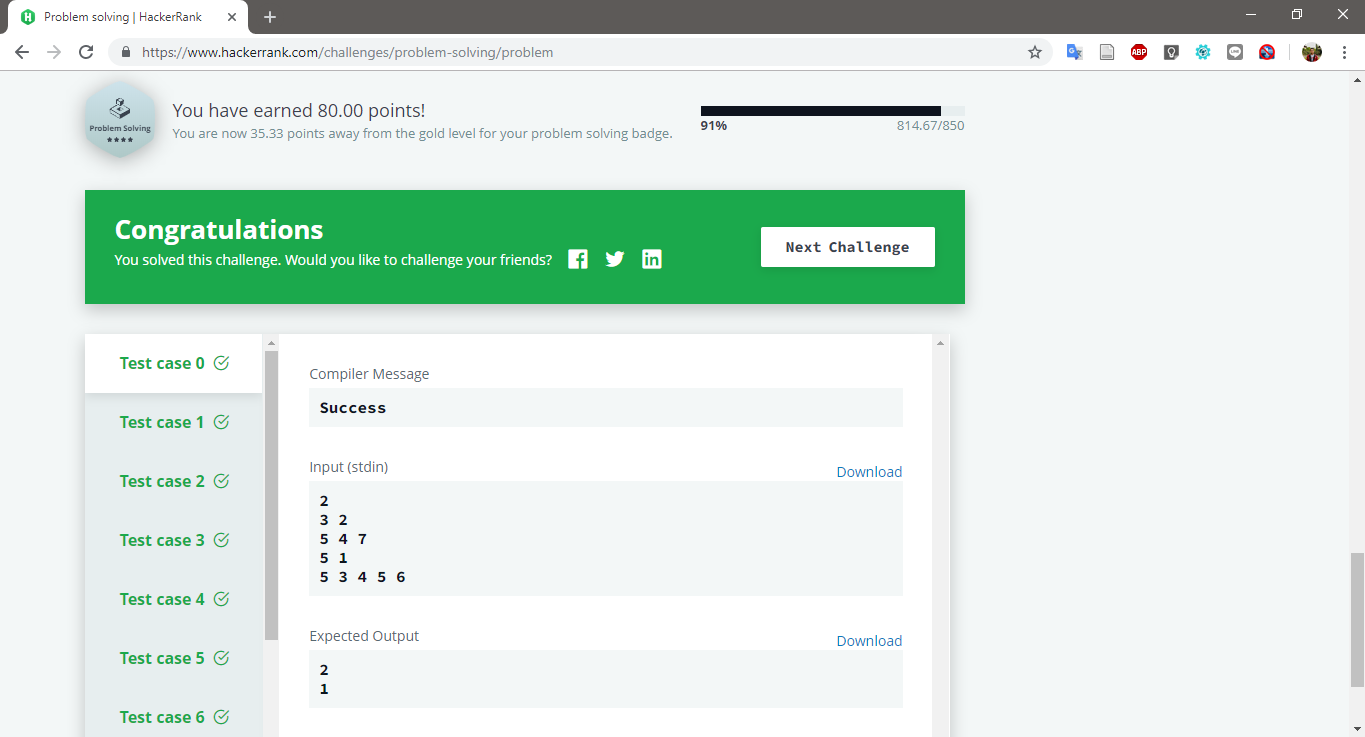 Problem solving | HackerRank
https://www.hackerrank.com/challenges/problem-solving/problem
ABP
LINE
Problem Solving
★★★★
You have earned 80.00 points!
You are now 35.33 points away from the gold level for your problem solving badge.
91% 814.67/850
Congratulations
You solved this challenge. Would you like to challenge your friends?
Next Challenge
Test case 0
Test case 1
Test case 2
Test case 3
Test case 4
Test case 5
Test case 6
Compiler Message
Success
Input (stdin) Download
2
3 2
5 4 7
5 1
5 3 4 5 6
Expected Output Download
2
1